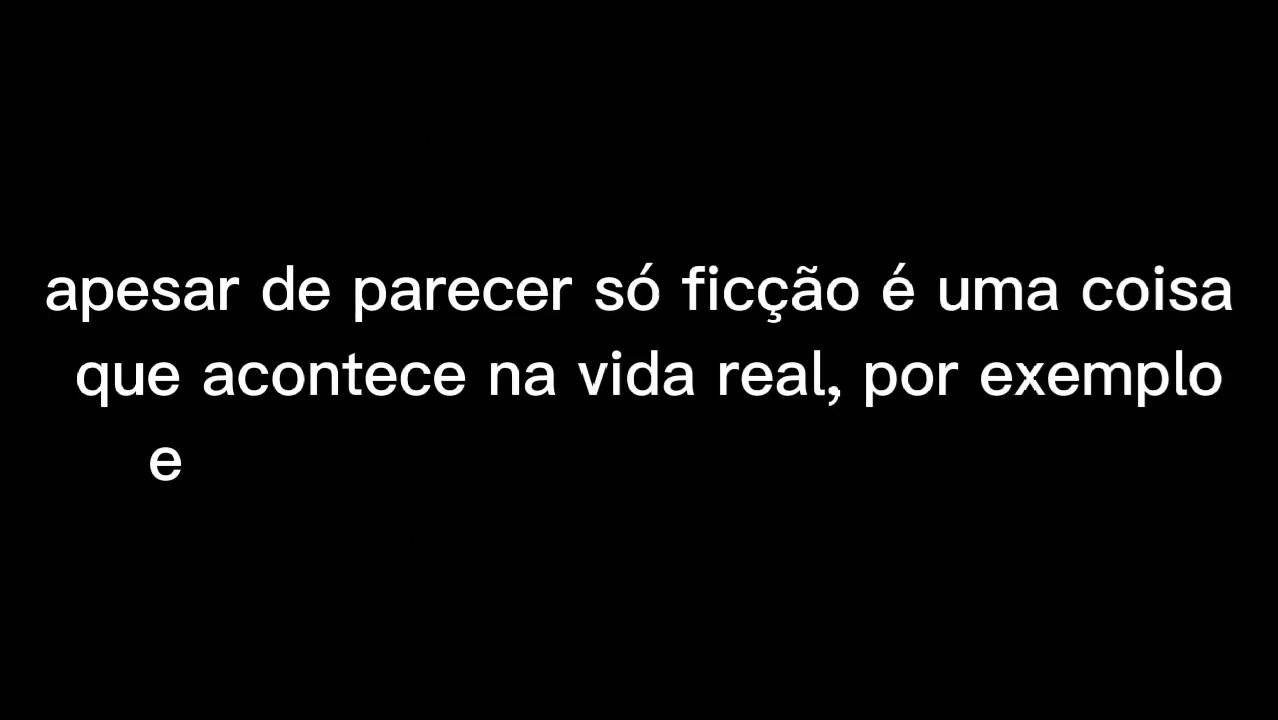 apesar de parecer só ficção é uma coisa
que acontece na vida real, por exemplo
e